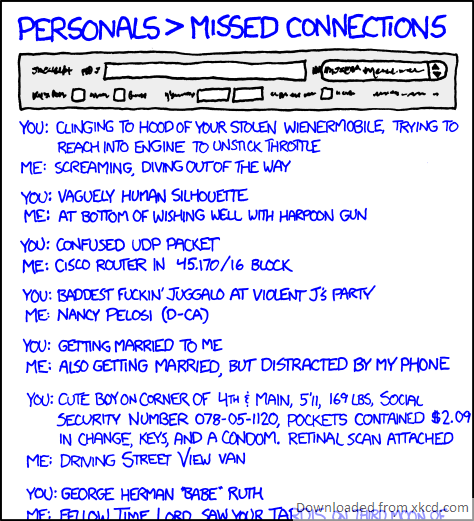 PERSONALS > MISSED CONNECTIONS
YOU: CLINGING TO HOOD OF YOUR STOLEN WIENERMOBILE, TRYING TO
REACH INTO ENGINE TO UNSTICK THROTTLE
ME: SCREAMING, DIVING OUT OF THE WAY
YOU: VAGUELY HUMAN SILHOUETTE
ME: AT BOTTOM OF WISHING WELL WITH HARPOON GUN
YOU: CONFUSED UDP PACKET
ME: CISCO ROUTER IN 45.170/16 BLOCK
YOU: BADDEST FUCKIN' JUGGALO AT VIOLENT J'S PARTY
ME: NANCY PELOSI (D-CA)
YOU: GETTING MARRIED TO ME
ME: ALSO GETTING MARRIED, BUT DISTRACTED BY MY PHONE
YOU: CUTE BOY ON CORNER OF 4TH & MAIN, 5'11, 169 LBS, SOCIAL
SECURITY NUMBER 078-05-1120, POCKETS CONTAINED $2.09
IN CHANGE, KEYS, AND A CONDOM. RETINAL SCAN ATTACHED
ME: DRIVING STREET VIEW VAN
YOU: GEORGE HERMAN "BABE" RUTH
ME: FELLOW TIME LORD. SAW YOUR TARDIS ON THIRD MOON OF
Downloaded from xkcd.com